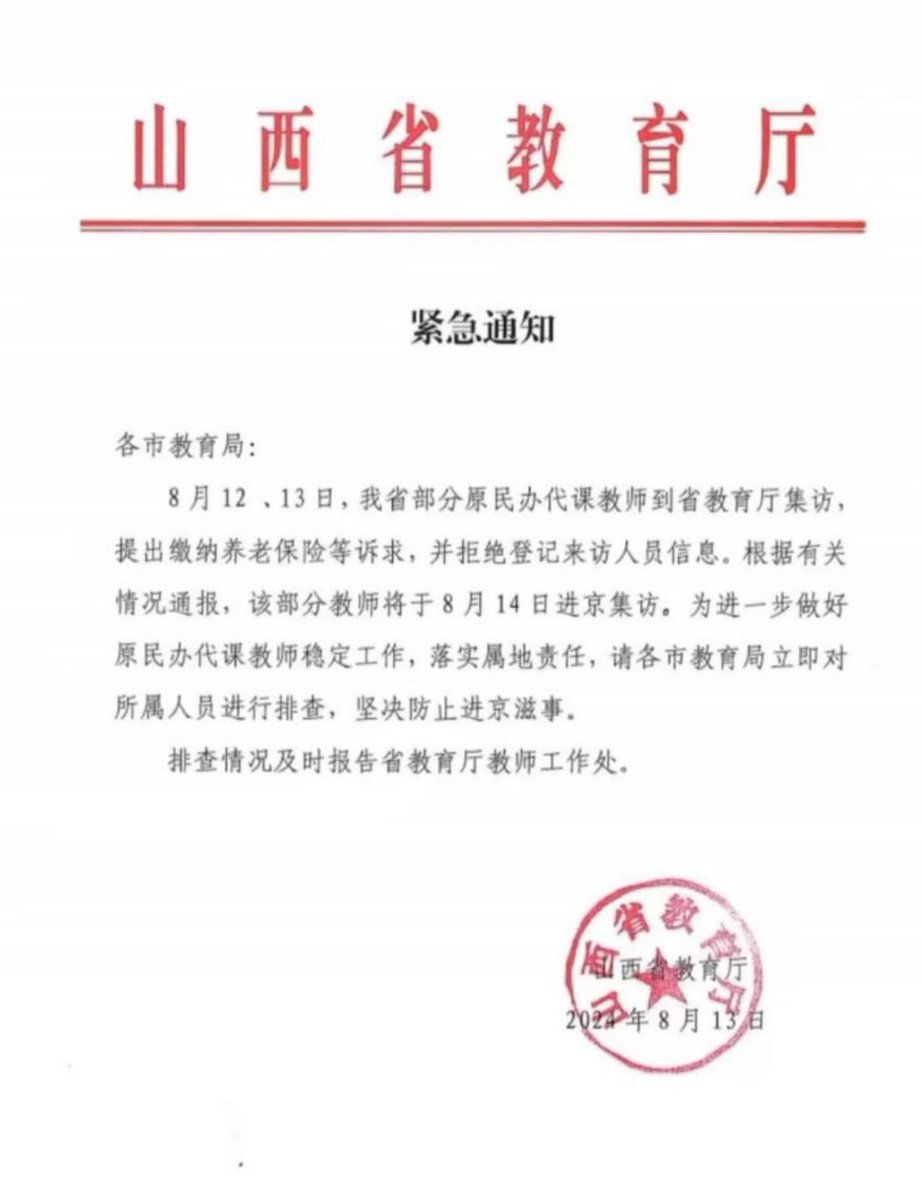 山西省教育厅
紧急通知
各市教育局：
8月12、13日，我省部分原民办代课教师到省教育厅集访，
提出缴纳养老保险等诉求，并拒绝登记来访人员信息。根据有关
情况通报，该部分教师将于8月14日进京集访。为进一步做好
原民办代课教师稳定工作，落实属地责任，请各市教育局立即对
所属人员进行排查，坚决防止进京滋事。
排查情况及时报告省教育厅教师工作处。
山西省教育厅
山西省教育厅
2024年8月13日